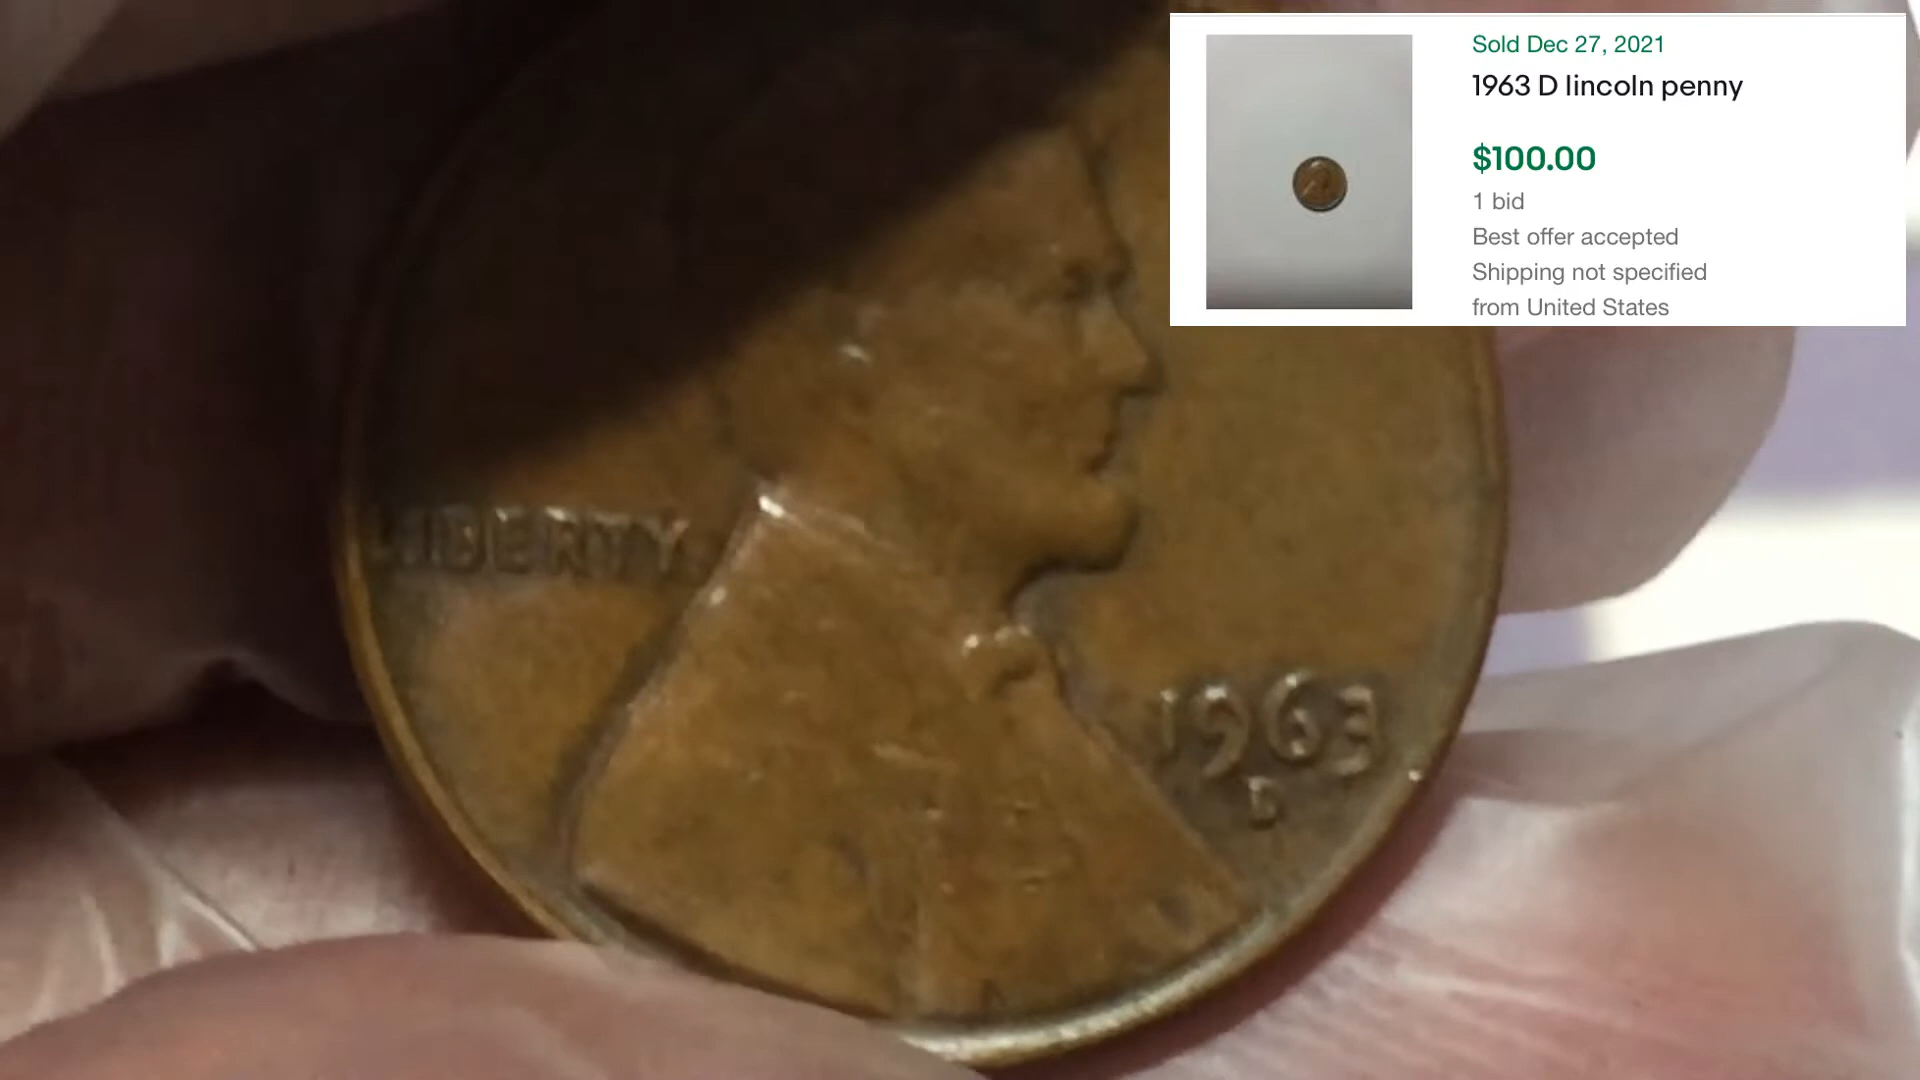 Sold Dec 27, 2021
1963 D lincoln penny
$100.00
1 bid
Best offer accepted
Shipping not specified
from United States
LIBERTY
1963
D